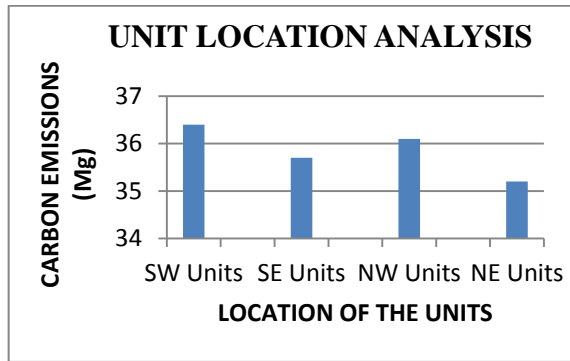 UNIT LOCATION ANALYSIS
CARBON EMISSIONS
(Mg)
37
36
35
34
SW Units SE Units NW Units NE Units
LOCATION OF THE UNITS